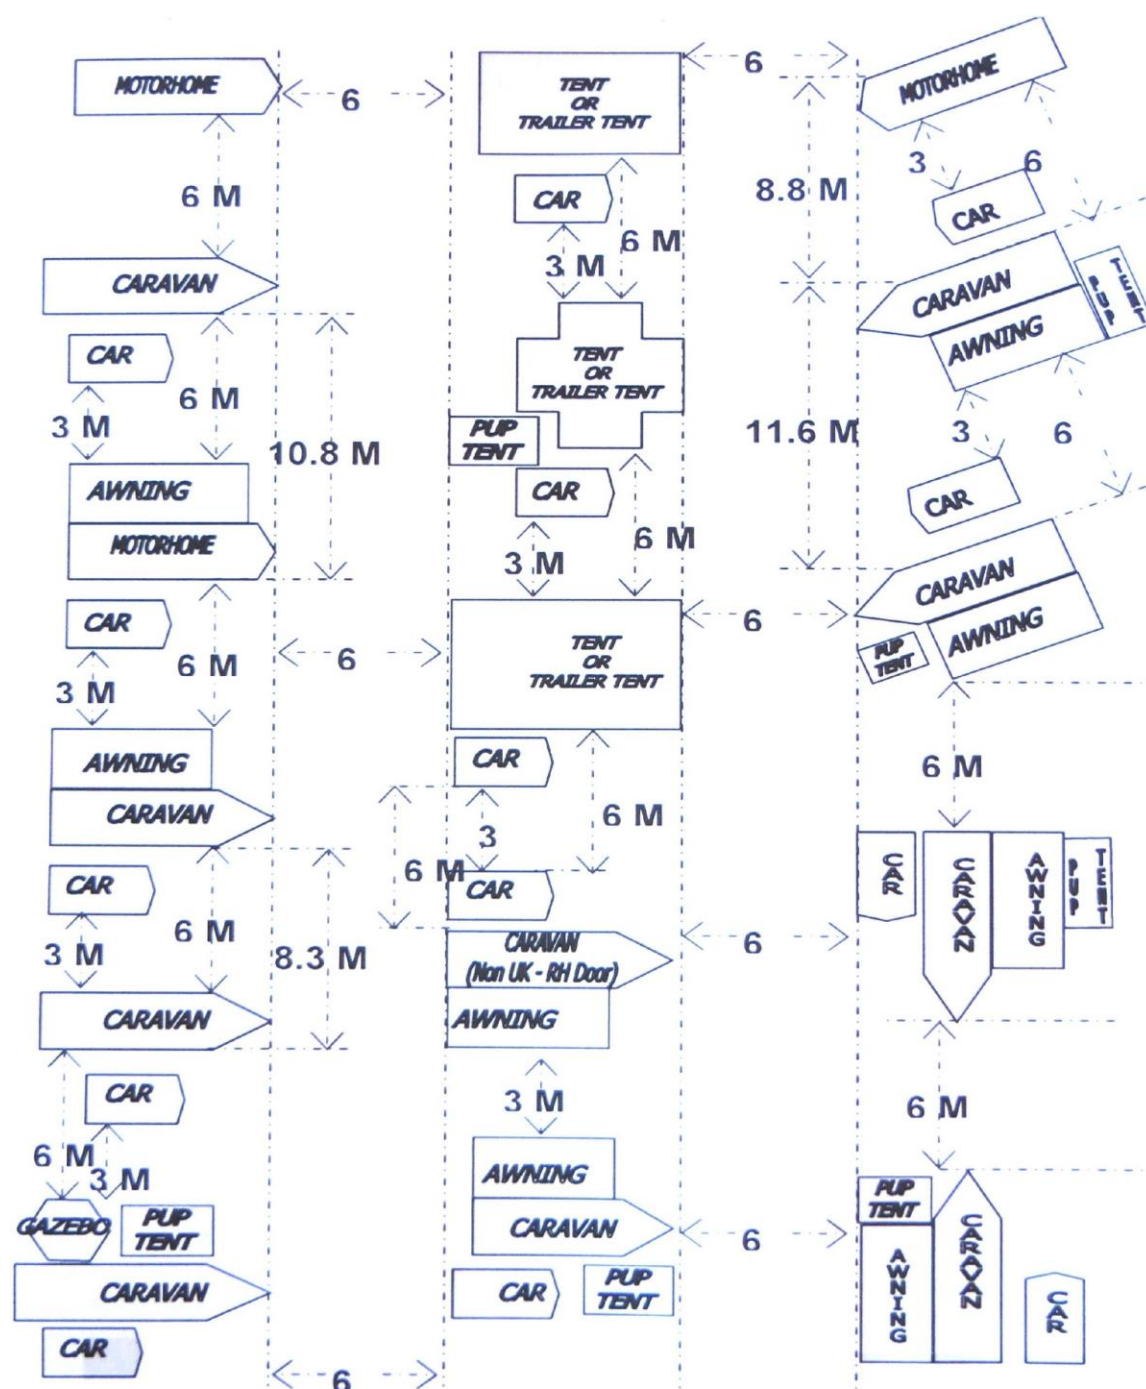 MOTORHOME
6
6 M
CARAVAN
CAR
6 M
3 M
10.8 M
AWNING
MOTORHOME
CAR
6 M
6
3 M
AWNING
CARAVAN
CAR
6 M
3 M
8.3 M
CARAVAN
CAR
6 M
3 M
GAZEBO
PUP
TENT
CARAVAN
CAR
6
TENT
OR
TRAILER TENT
CAR
6 M
3 M
TENT
OR
TRAILER TENT
PUP
TENT
CAR
6 M
3 M
TENT
OR
TRAILER TENT
CAR
6 M
3
6 M
CAR
CARAVAN
(Non UK - RH Door)
AWNING
3 M
AWNING
CARAVAN
CAR
PUP
TENT
6
MOTORHOME
3
6
8.8 M
CAR
CARAVAN
PUP
TENT
AWNING
11.6 M
3
6
CAR
CARAVAN
6
AWNING
PUP
TENT
6 M
CAR
CARAVAN
AWNING
PUP
TENT
6
6 M
PUP
TENT
CARAVAN
AWNING
6
CAR